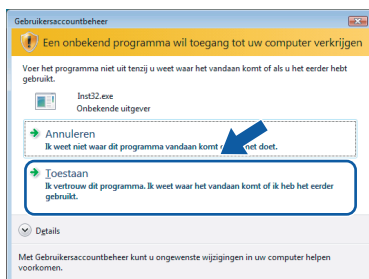 Gebruikersaccountbeheer
Een onbekend programma wil toegang tot uw computer verkrijgen
Voer het programma niet uit tenzij u weet waar het vandaan komt of als u het eerder hebt
gebruikt.
Inst32.exe
Onbekende uitgever
Annuleren
Ik weet niet waar dit programma vandaan komt het doet.
Toestaan
Ik vertrouw dit programma. Ik weet waar het vandaan komt of ik heb het eerder
gebruikt.
Details
Met Gebruikersaccountbeheer kunt u ongewenste wijzigingen in uw computer helpen
voorkomen.